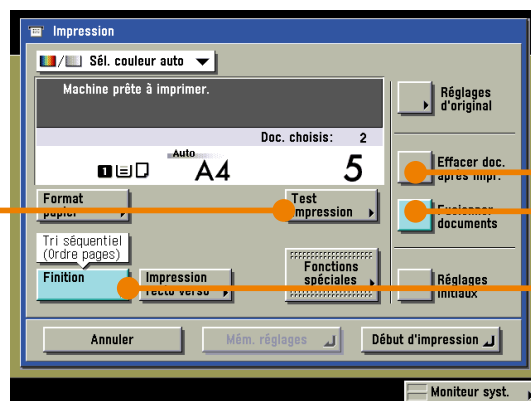 Impression
Sél. couleur auto
Machine prête à imprimer.
Réglages
d'original
Doc. choisis: 2
1 Auto A4 5
Effacer doc.
après impr.
Format
papier
Test
impression
Fusionner
documents
Tri séquentiel
(Ordre pages)
Finition
Impression
recto verso
Fonctions
spéciales
Réglages
initiaux
Annuler
Mém. réglages
Début d'impression
Moniteur syst.